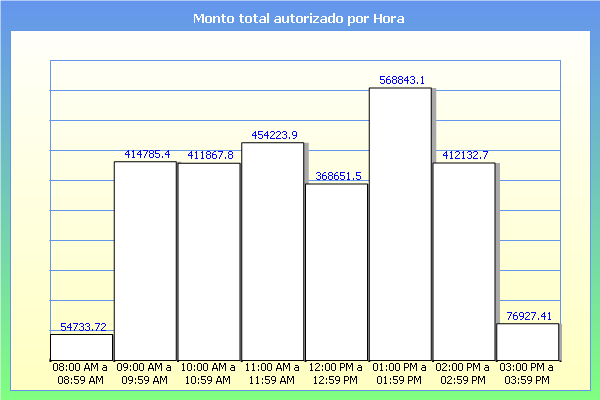 Monto total autorizado por Hora
568843.1
454223.9
414785.4
411867.8
412132.7
368651.5
76927.41
54733.72
08:00 AM a
08:59 AM
09:00 AM a
09:59 AM
10:00 AM a
10:59 AM
11:00 AM a
11:59 AM
12:00 PM a
12:59 PM
01:00 PM a
01:59 PM
02:00 PM a
02:59 PM
03:00 PM a
03:59 PM